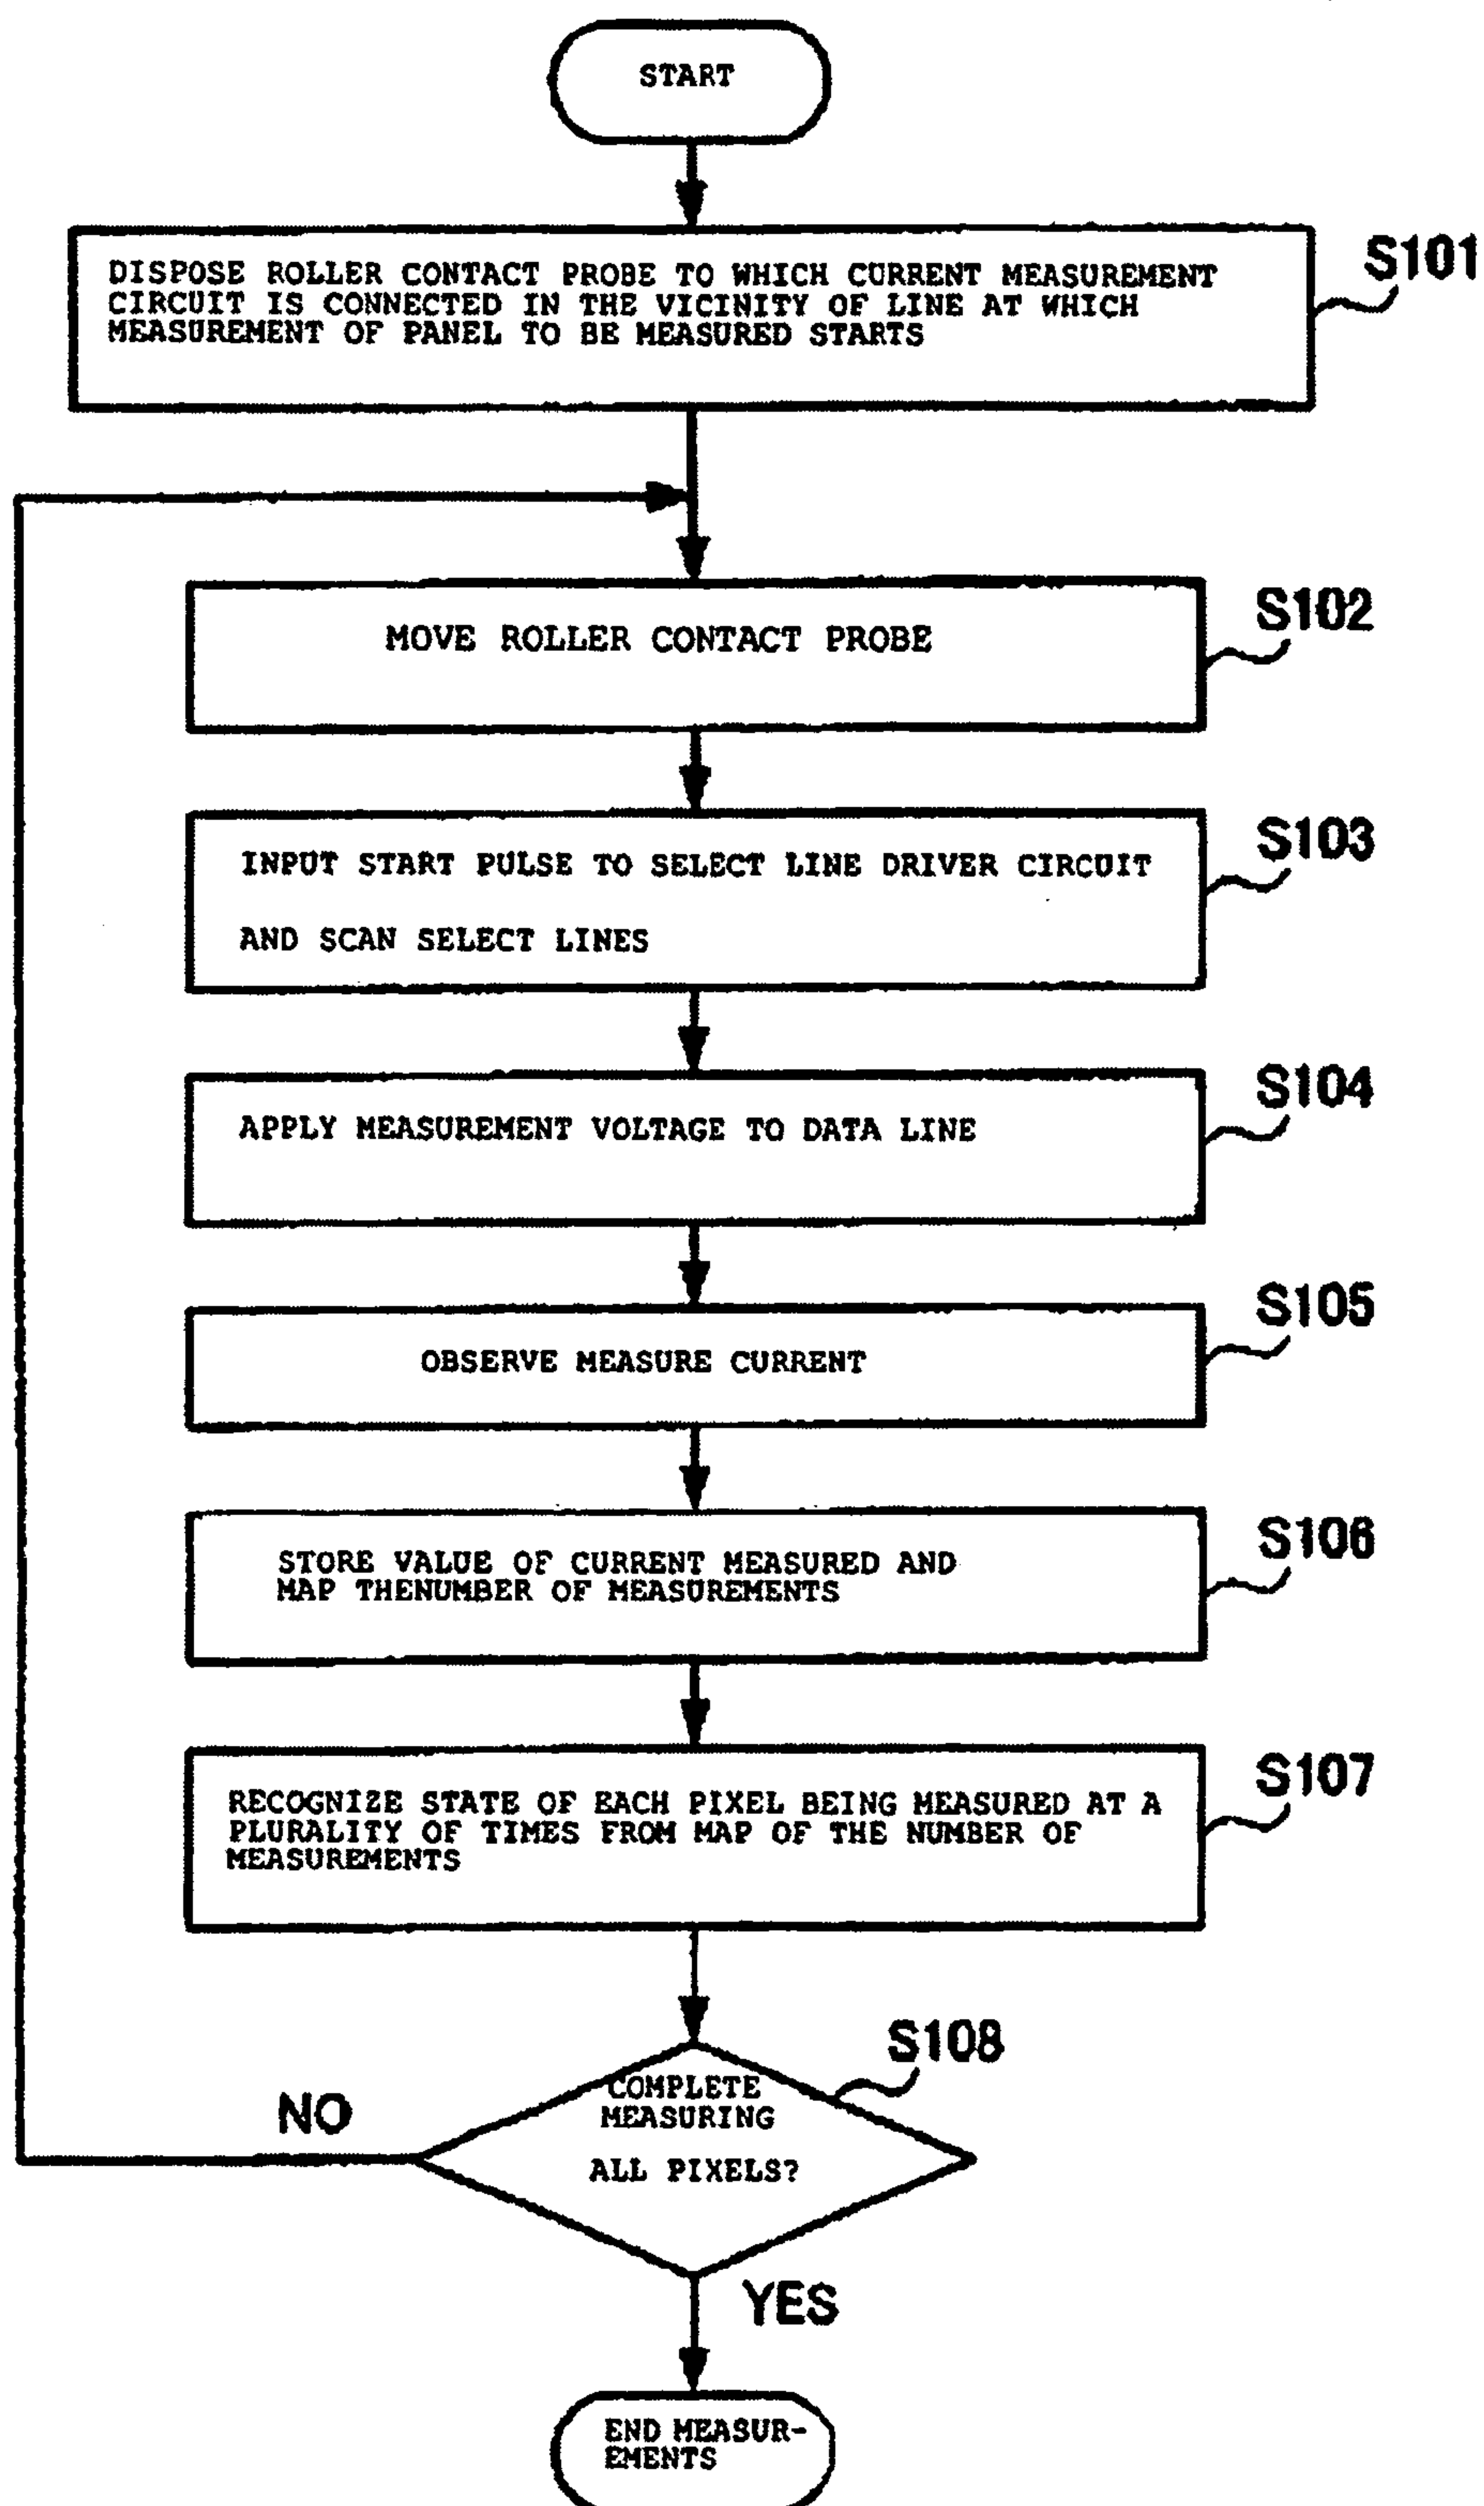 START
DISPOSE ROLLER CONTACT PROBE TO WHICH CURRENT MEASUREMENT
CIRCUIT IS CONNECTED IN THE VICINITY OF LINE AT WHICH
MEASUREMENT OF PANEL TO BE MEASURED STARTS
S101
MOVE ROLLER CONTACT PROBE
S102
INPUT START PULSE TO SELECT LINE DRIVER CIRCUIT
AND SCAN SELECT LINES
S103
APPLY MEASUREMENT VOLTAGE TO DATA LINE
S104
OBSERVE MEASURE CURRENT
S105
STORE VALUE OF CURRENT MEASURED AND
MAP THENUMBER OF MEASUREMENTS
S106
RECOGNIZE STATE OF EACH PIXEL BEING MEASURED AT A
PLURALITY OF TIMES FROM MAP OF THE NUMBER OF
MEASUREMENTS
S107
COMPLETE
MEASURING
ALL PIXELS?
S108
NO
YES
END MEASUR-
EMENTS